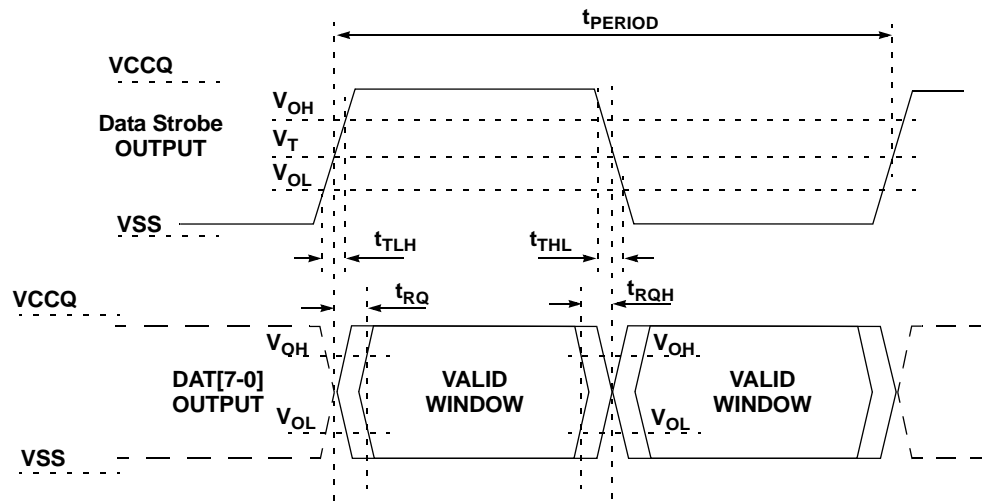 tPERIOD
VCCQ
VOH
Data Strobe
OUTPUT
VT
VOL
VSS
tTLH
tTHL
VCCQ
tRQ
tRQH
VOH
VOH
DAT[7-0]
OUTPUT
VALID
WINDOW
VALID
WINDOW
VOL
VOL
VSS